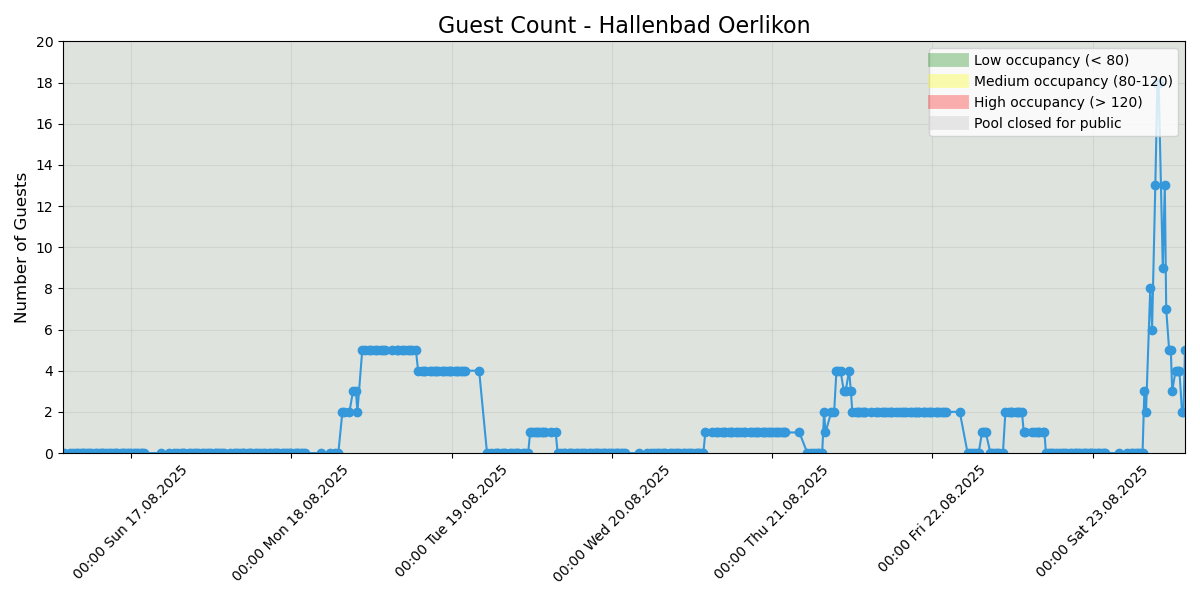 Guest Count - Hallenbad Oerlikon
Number of Guests
20
18
16
14
12
10
8
6
4
2
0
Low occupancy (< 80)
Medium occupancy (80-120)
High occupancy (> 120)
Pool closed for public
00:00 Sun 17.08.2025
00:00 Mon 18.08.2025
00:00 Tue 19.08.2025
00:00 Wed 20.08.2025
00:00 Thu 21.08.2025
00:00 Fri 22.08.2025
00:00 Sat 23.08.2025